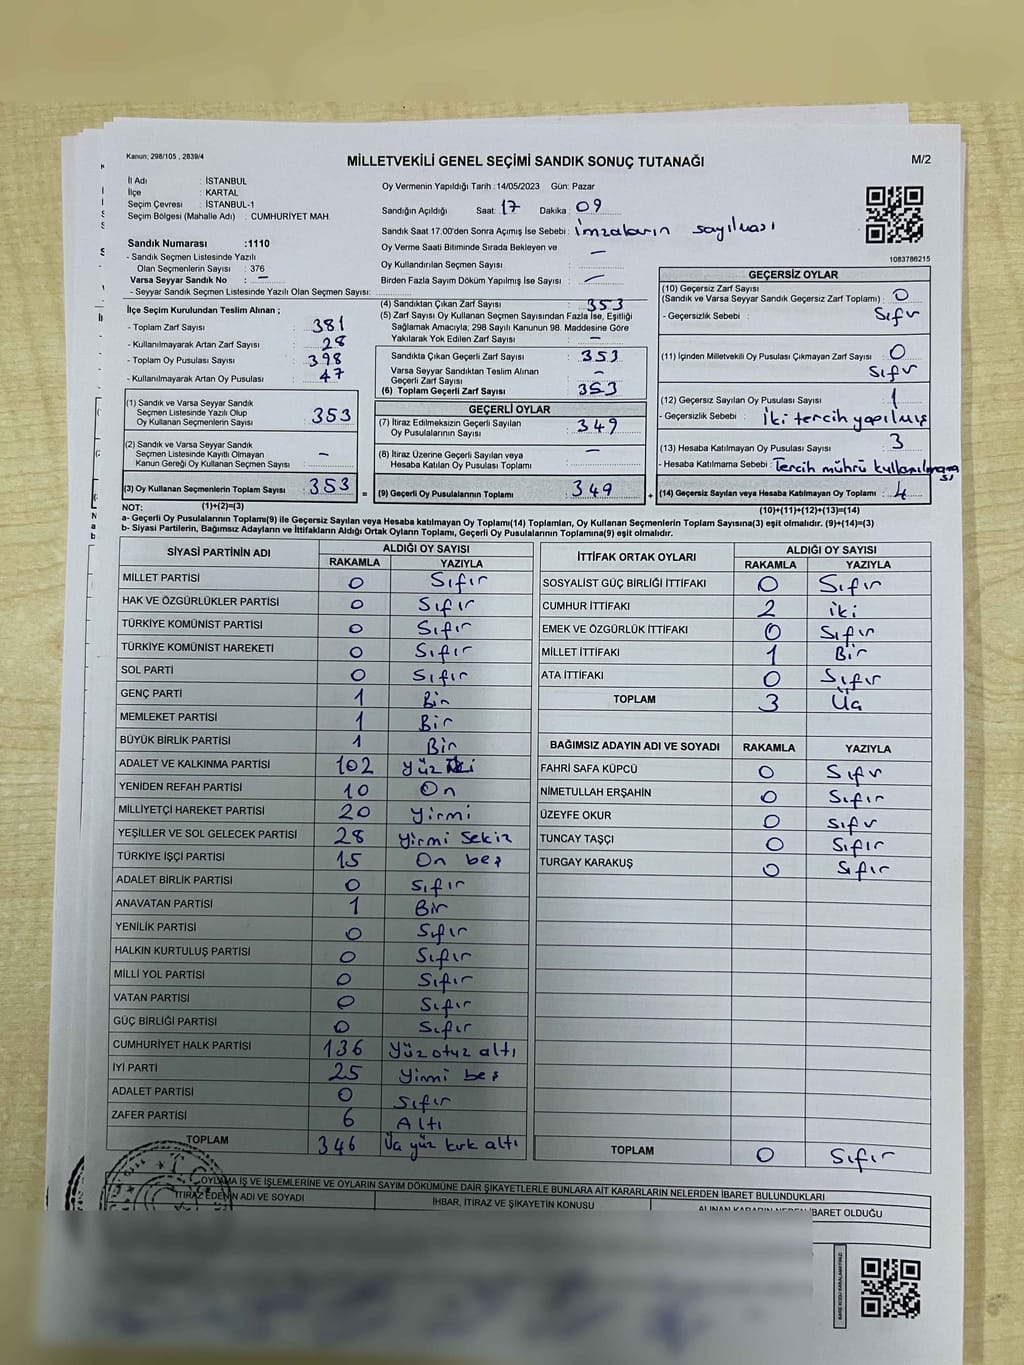 Kanun; 298/105 , 2839/4
MİLLETVEKİLİ GENEL SEÇİMİ SANDIK SONUÇ TUTANAĞI
M/2
İl Adı : İSTANBUL
İlçe : KARTAL
Seçim Çevresi : İSTANBUL-1
Seçim Bölgesi (Mahalle Adı) : CUMHURİYET MAH.
Sandık Numarası :1110
- Sandık Seçmen Listesinde Yazılı
Olan Seçmenlerin Sayısı : 376
Varsa Seyyar Sandık No : -
- Seyyar Sandık Seçmen Listesinde Yazılı Olan Seçmen Sayısı:
Oy Vermenin Yapıldığı Tarih :14/05/2023 Gün: Pazar
Sandığın Açıldığı Saat: 17 Dakika: 09
Sandık Saat 17:00'den Sonra Açımış İse Sebebi: imzaların sayılması
Oy Verme Saati Bitiminde Sırada Bekleyen ve
Oy Kullandırılan Seçmen Sayısı : -
Birden Fazla Sayım Döküm Yapılmış İse Sayısı : -
1083786215
İlçe Seçim Kurulundan Teslim Alınan ;
- Toplam Zarf Sayısı : 381
- Kullanılmayarak Artan Zarf Sayısı : 28
- Toplam Oy Pusulası Sayısı : 398
- Kullanılmayarak Artan Oy Pusulası : 47
(4) Sandıktan Çıkan Zarf Sayısı : 353
(5) Zarf Sayısı Oy Kullanan Seçmen Sayısından Fazla İse, Eşitliği
Sağlamak Amacıyla; 298 Sayılı Kanunun 98. Maddesine Göre
Yakılarak Yok Edilen Zarf Sayısı : -
Sandıkta Çıkan Geçerli Zarf Sayısı : 353
Varsa Seyyar Sandıktan Teslim Alınan
Geçerli Zarf Sayısı : -
(6) Toplam Geçerli Zarf Sayısı : 353
GEÇERSİZ OYLAR
(10) Geçersiz Zarf Sayısı
(Sandık ve Varsa Seyyar Sandık Geçersiz Zarf Toplamı) : 0
- Geçersizlik Sebebi : Sıfır
(11) İçinden Milletvekili Oy Pusulası Çıkmayan Zarf Sayısı : 0
Sıfır
(12) Geçersiz Sayılan Oy Pusulası Sayısı : 1
- Geçersizlik Sebebi : İki tercih yapılmış
(13) Hesaba Katılmayan Oy Pusulası Sayısı : 3
- Hesaba Katılmama Sebebi : Tercih mührü kullanılmaması
(14) Geçersiz Sayılan veya Hesaba Katılmayan Oy Toplamı : 4
(1) Sandık ve Varsa Seyyar Sandık
Seçmen Listesinde Yazılı Olup
Oy Kullanan Seçmenlerin Sayısı : 353
(2) Sandık ve Varsa Seyyar Sandık
Seçmen Listesinde Kayıtlı Olmayan
Kanun Gereği Oy Kullanan Seçmen Sayısı : -
(3) Oy Kullanan Seçmenlerin Toplam Sayısı : 353
GEÇERLİ OYLAR
(7) İtiraz Edilmeksizin Geçerli Sayılan
Oy Pusulalarının Sayısı : 349
(8) İtiraz Üzerine Geçerli Sayılan veya
Hesaba Katılan Oy Pusulası Toplamı : -
= (9) Geçerli Oy Pusulalarının Toplamı : 349 +
NOT: (1)+(2)=(3)
(10)+(11)+(12)+(13)=(14)
a- Geçerli Oy Pusulalarının Toplamı(9) ile Geçersiz Sayılan veya Hesaba katılmayan Oy Toplamı(14) Toplamları, Oy Kullanan Seçmenlerin Toplam Sayısına(3) eşit olmalıdır. (9)+(14)=(3)
b- Siyasi Partilerin, Bağımsız Adayların ve İttifakların Aldığı Ortak Oyların Toplamı, Geçerli Oy Pusulalarının Toplamına(9) eşit olmalıdır.
SİYASİ PARTİNİN ADI ALDIĞI OY SAYISI
RAKAMLA YAZIYLA
MİLLET PARTİSİ 0 Sıfır
HAK VE ÖZGÜRLÜKLER PARTİSİ 0 Sıfır
TÜRKİYE KOMÜNİST PARTİSİ 0 Sıfır
TÜRKİYE KOMÜNİST HAREKETİ 0 Sıfır
SOL PARTİ 0 Sıfır
GENÇ PARTİ 1 Bir
MEMLEKET PARTİSİ 1 Bir
BÜYÜK BİRLİK PARTİSİ 1 Bir
ADALET VE KALKINMA PARTİSİ 102 Yüz iki
YENİDEN REFAH PARTİSİ 10 On
MİLLİYETÇİ HAREKET PARTİSİ 20 Yirmi
YEŞİLLER VE SOL GELECEK PARTİSİ 28 Yirmi sekiz
TÜRKİYE İŞÇİ PARTİSİ 15 On beş
ADALET BİRLİK PARTİSİ 0 Sıfır
ANAVATAN PARTİSİ 1 Bir
YENİLİK PARTİSİ 0 Sıfır
HALKIN KURTULUŞ PARTİSİ 0 Sıfır
MİLLİ YOL PARTİSİ 0 Sıfır
VATAN PARTİSİ 0 Sıfır
GÜÇ BİRLİĞİ PARTİSİ 0 Sıfır
CUMHURİYET HALK PARTİSİ 136 Yüz otuz altı
İYİ PARTİ 25 Yirmi beş
ADALET PARTİSİ 0 Sıfır
ZAFER PARTİSİ 6 Altı
TOPLAM 346 Üç yüz kırk altı
İTTİFAK ORTAK OYLARI ALDIĞI OY SAYISI
RAKAMLA YAZIYLA
SOSYALİST GÜÇ BİRLİĞİ İTTİFAKI 0 Sıfır
CUMHUR İTTİFAKI 2 iki
EMEK VE ÖZGÜRLÜK İTTİFAKI 0 Sıfır
MİLLET İTTİFAKI 1 Bir
ATA İTTİFAKI 0 Sıfır
TOPLAM 3 Üç
BAĞIMSIZ ADAYIN ADI VE SOYADI RAKAMLA YAZIYLA
FAHRİ SAFA KÜPCÜ 0 Sıfır
NİMETULLAH ERŞAHİN 0 Sıfır
ÜZEYFE OKUR 0 Sıfır
TUNCAY TAŞÇI 0 Sıfır
TURGAY KARAKUŞ 0 Sıfır
TOPLAM 0 Sıfır
OYLAMA İŞ VE İŞLEMLERİNE VE OYLARIN SAYIM DÖKÜMÜNE DAİR ŞİKAYETLERLE BUNLARA AİT KARARLARIN NELERDEN İBARET BULUNDUKLARI
İTİRAZ EDENİN ADI VE SOYADI İHBAR, İTİRAZ VE ŞİKAYETİN KONUSU ALINAN KARARIN NEDEN İBARET OLDUĞU